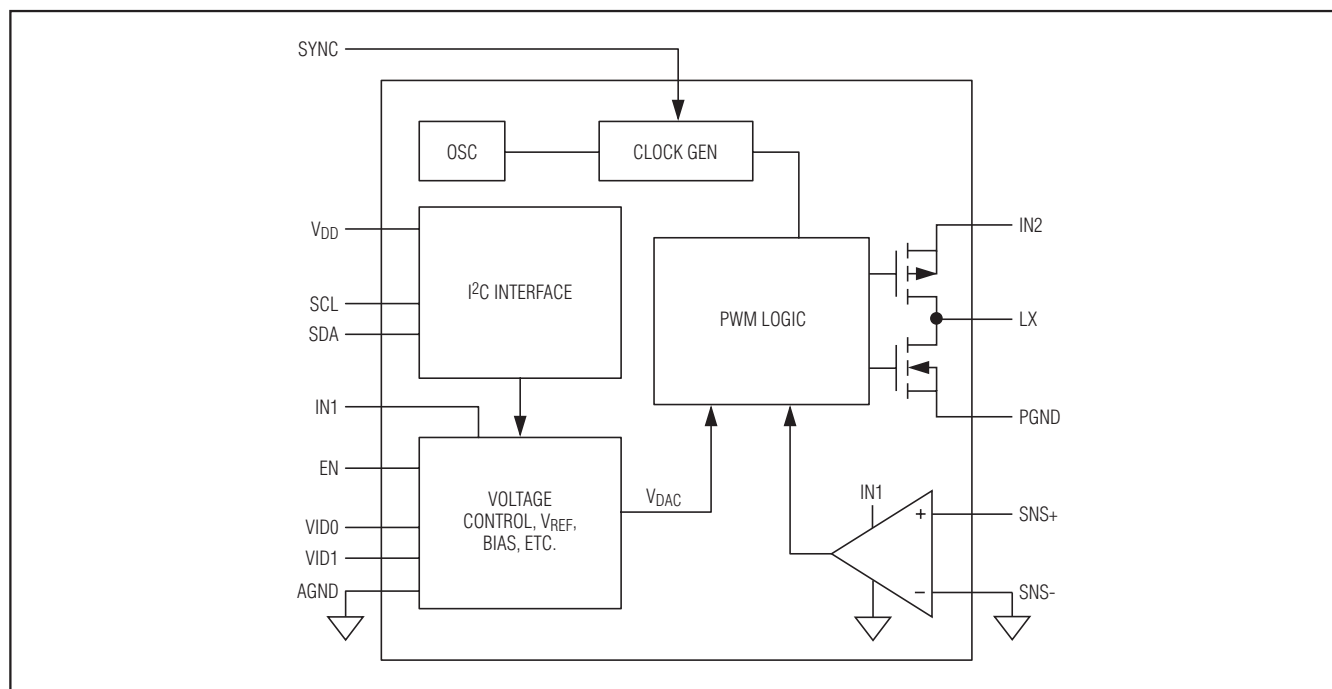 SYNC
OSC
CLOCK GEN
VDD
IN2
I2C INTERFACE
SCL
SDA
PWM LOGIC
LX
IN1
PGND
EN
VOLTAGE
CONTROL, VREF,
BIAS, ETC.
VDAC
IN1
VID0
VID1
AGND
+
SNS+
−
SNS-